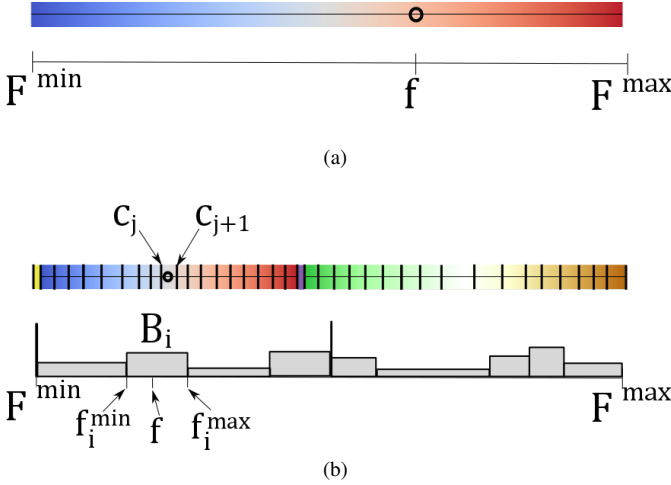 F^min f F^max
(a)
c_j c_{j+1}
B_i
F^min f_i^min f f_i^max F^max
(b)